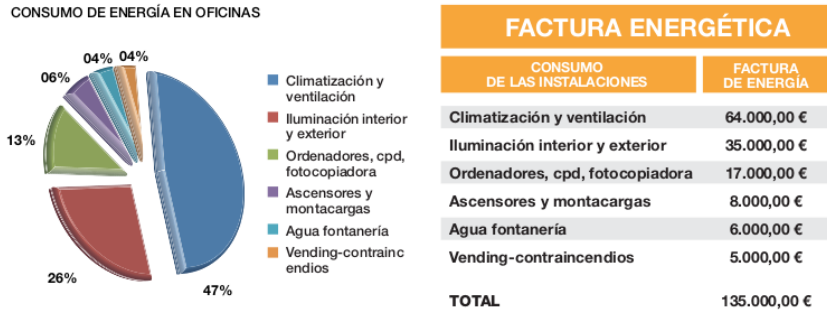 CONSUMO DE ENERGÍA EN OFICINAS
04%
04%
06%
13%
26%
47%
Climatización y
ventilación
Iluminación interior
y exterior
Ordenadores, cpd,
fotocopiadora
Ascensores y
montacargas
Agua fontanería
Vending-contrainc
endios
FACTURA ENERGÉTICA
CONSUMO
DE LAS INSTALACIONES
FACTURA
DE ENERGÍA
Climatización y ventilación 64.000,00 €
Iluminación interior y exterior 35.000,00 €
Ordenadores, cpd, fotocopiadora 17.000,00 €
Ascensores y montacargas 8.000,00 €
Agua fontanería 6.000,00 €
Vending-contraincendios 5.000,00 €
TOTAL 135.000,00 €